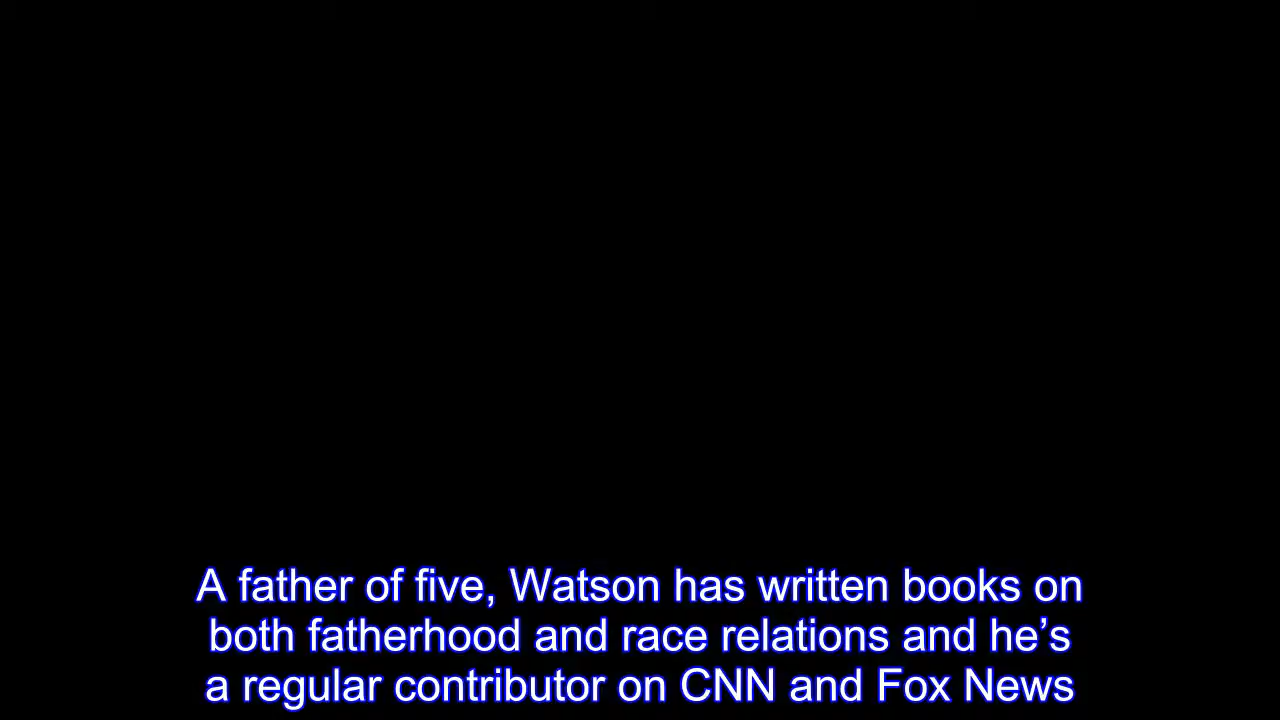 A father of five, Watson has written books on
both fatherhood and race relations and he’s
a regular contributor on CNN and Fox News